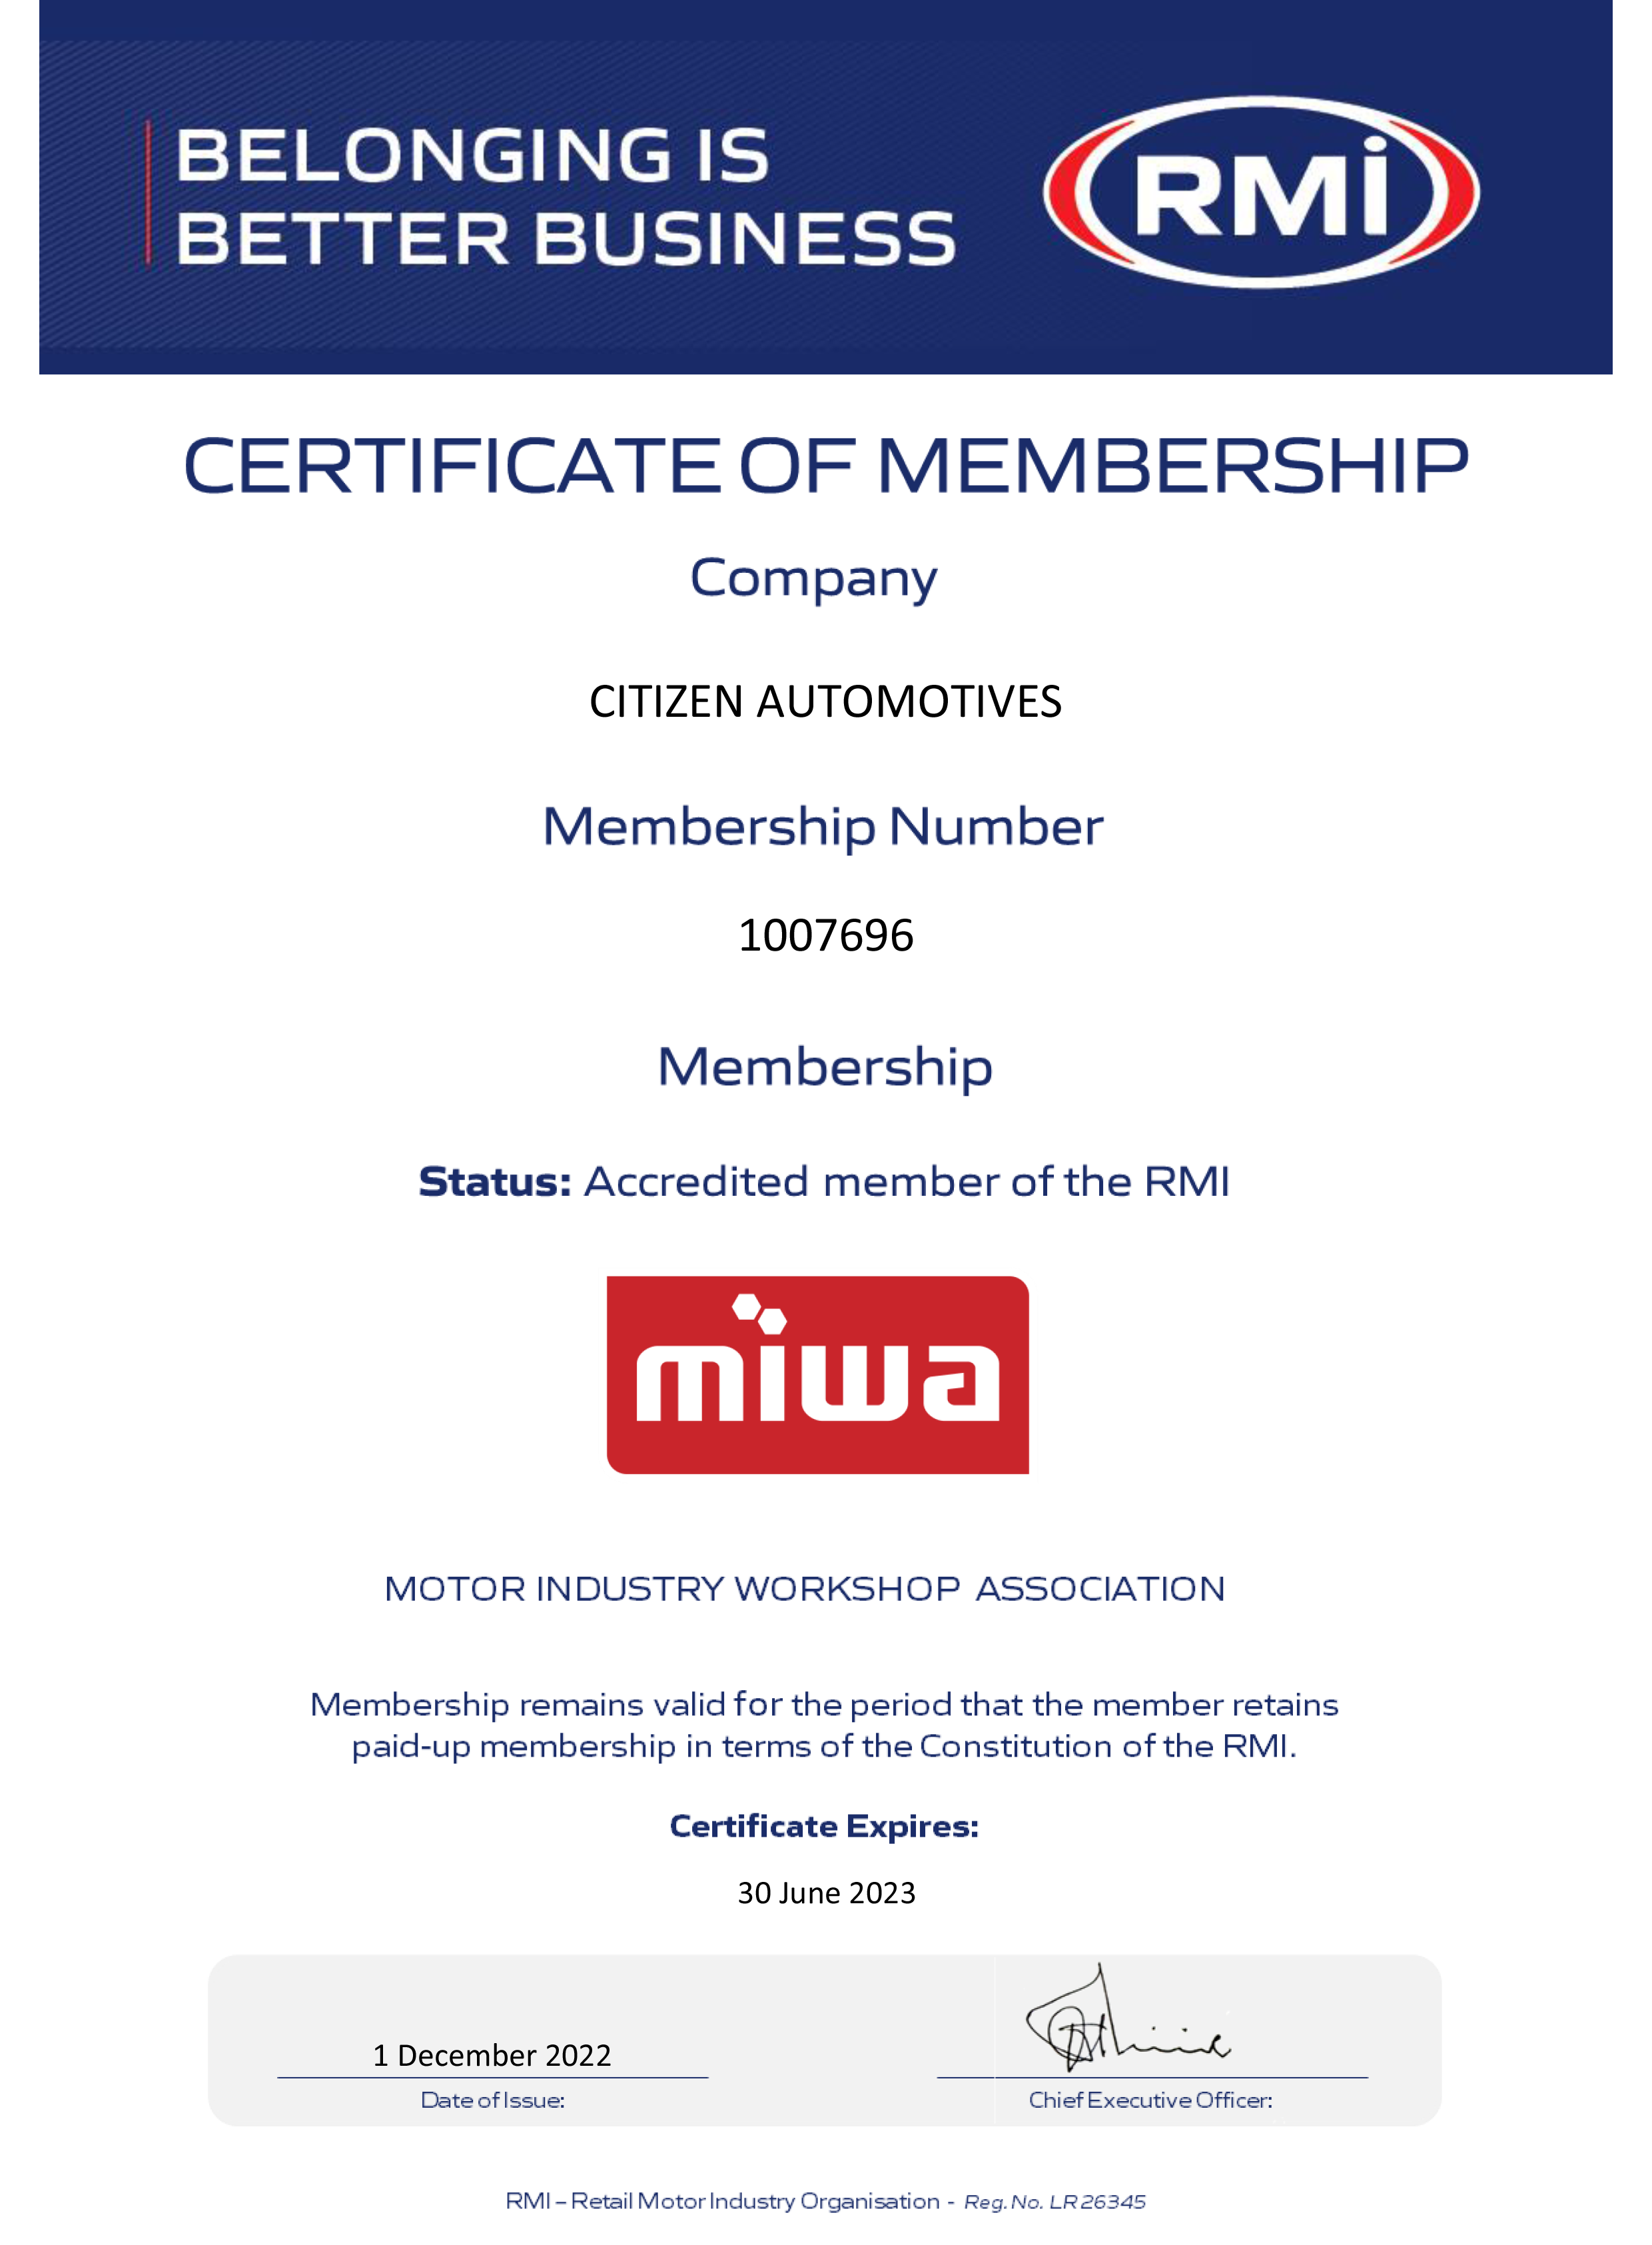 BELONGING IS
BETTER BUSINESS
RMI
CERTIFICATE OF MEMBERSHIP
Company
CITIZEN AUTOMOTIVES
Membership Number
1007696
Membership
Status: Accredited member of the RMI
miwa
MOTOR INDUSTRY WORKSHOP ASSOCIATION
Membership remains valid for the period that the member retains
paid-up membership in terms of the Constitution of the RMI.
Certificate Expires:
30 June 2023
1 December 2022
Date of Issue:
Chief Executive Officer:
RMI – Retail Motor Industry Organisation - Reg. No. LR 26345